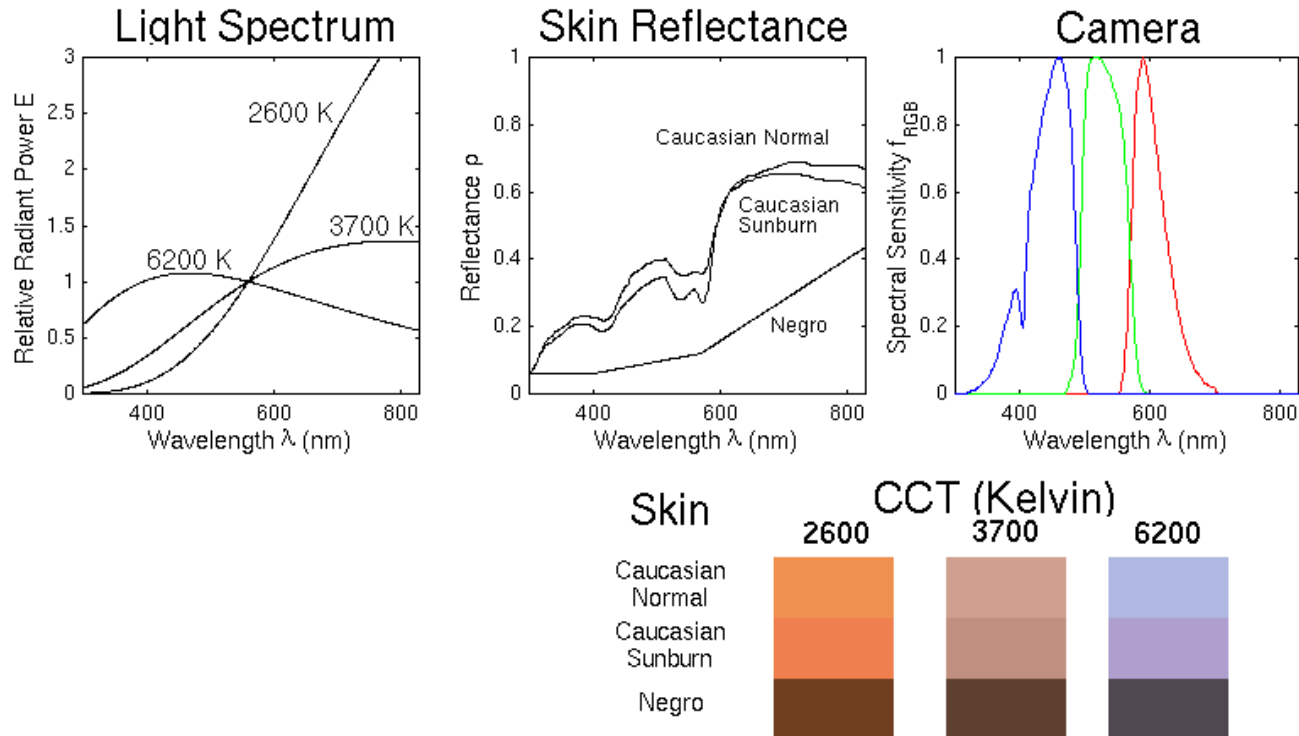 Light Spectrum
Relative Radiant Power E
3
2.5
2
1.5
1
0.5
0
2600 K
3700 K
6200 K
400
600
800
Wavelength λ (nm)
Skin Reflectance
Reflectance ρ
1
0.8
0.6
0.4
0.2
0
Caucasian Normal
Caucasian
Sunburn
Negro
400
600
800
Wavelength λ (nm)
Camera
Spectral Sensitivity fRGB
1
0.8
0.6
0.4
0.2
0
400
600
800
Wavelength λ (nm)
Skin
CCT (Kelvin)
2600
3700
6200
Caucasian
Normal
Caucasian
Sunburn
Negro